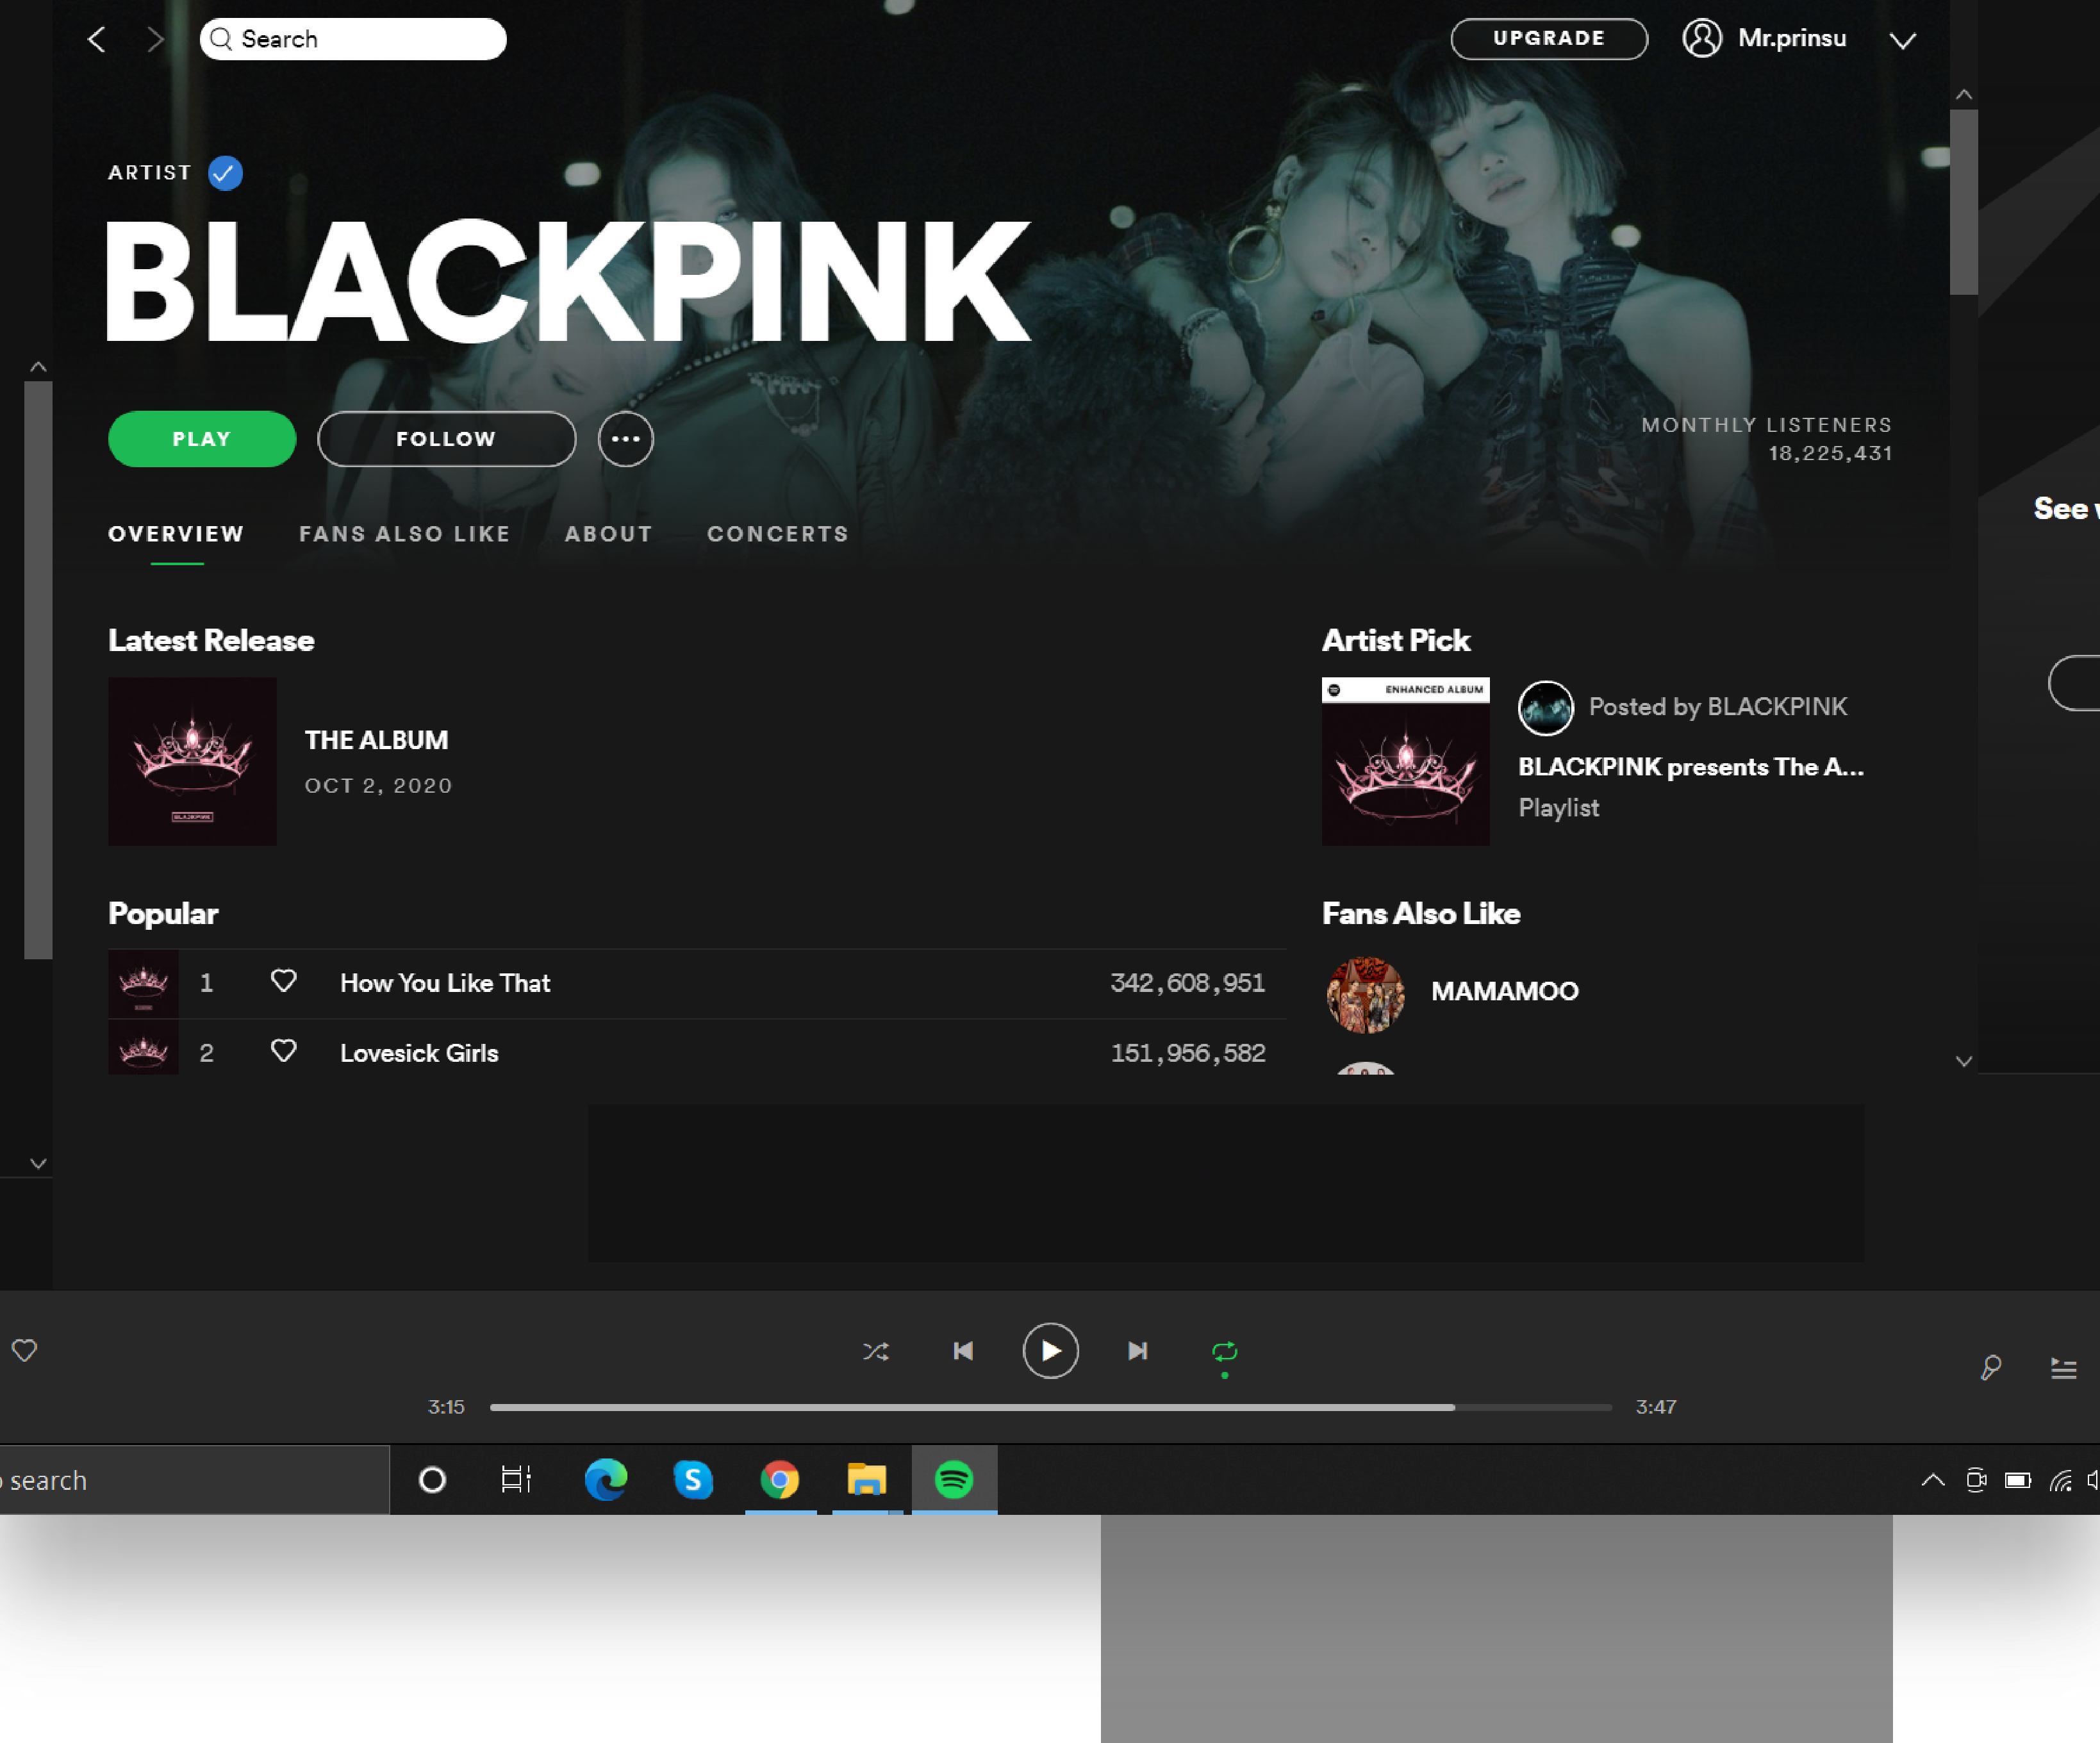 Search
UPGRADE
Mr.prinsu
ARTIST
BLACKPINK
PLAY
FOLLOW
MONTHLY LISTENERS
18,225,431
OVERVIEW
FANS ALSO LIKE
ABOUT
CONCERTS
See
Latest Release
THE ALBUM
OCT 2, 2020
BLACKPINK
Artist Pick
ENHANCED ALBUM
Posted by BLACKPINK
BLACKPINK presents The A...
Playlist
Popular
1 How You Like That 342,608,951
2 Lovesick Girls 151,956,582
Fans Also Like
MAMAMOO
3:15
3:47
search